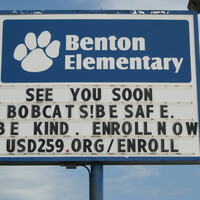 Benton
Elementary
SEE YOU SOON
BOBCATS!BE SAFE.
BE KIND. ENROLL NOW
USD259.ORG/ENROLL